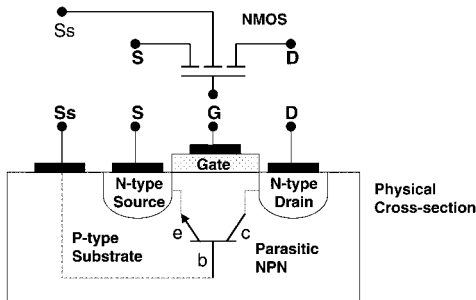 Ss
NMOS
S
D
Ss
S
G
D
Gate
N-type
Source
N-type
Drain
Physical
Cross-section
P-type
Substrate
e
c
b
Parasitic
NPN